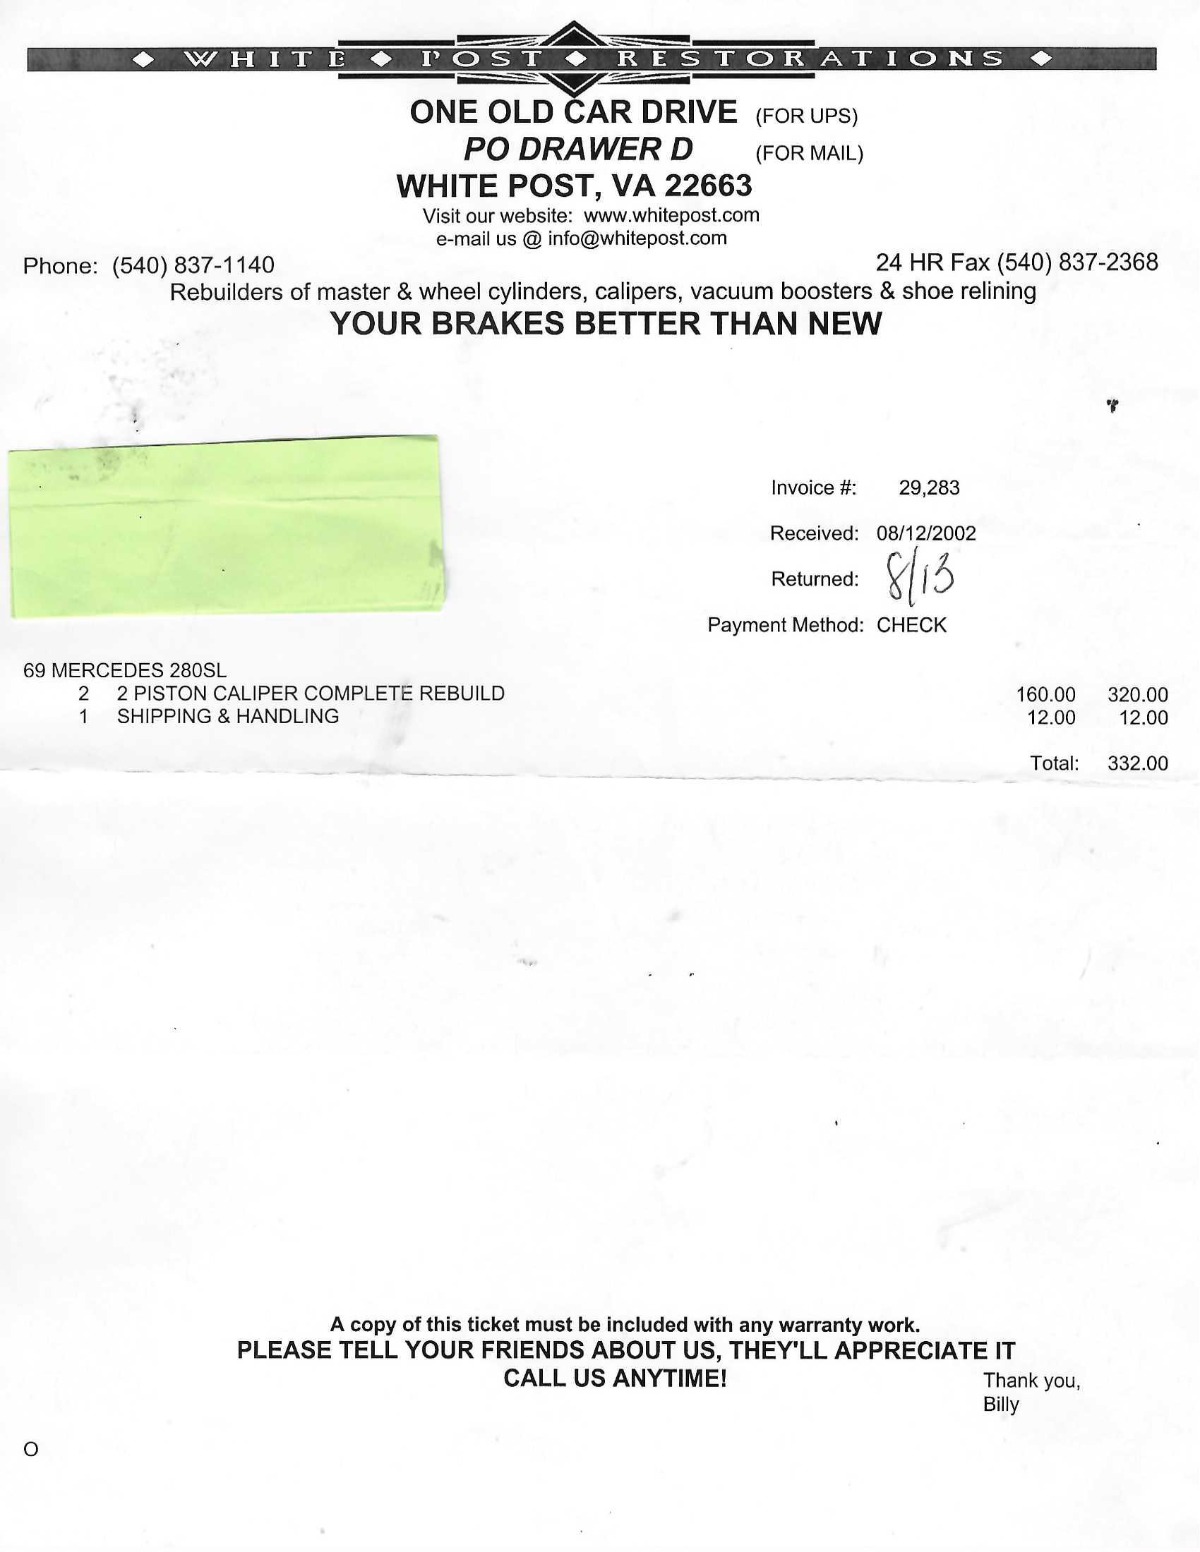 WHITE POST RESTORATIONS
ONE OLD CAR DRIVE (FOR UPS)
PO DRAWER D (FOR MAIL)
WHITE POST, VA 22663
Visit our website: www.whitepost.com
e-mail us @ info@whitepost.com
Phone: (540) 837-1140 24 HR Fax (540) 837-2368
Rebuilders of master & wheel cylinders, calipers, vacuum boosters & shoe relining
YOUR BRAKES BETTER THAN NEW
Invoice #: 29,283
Received: 08/12/2002
Returned: 8/13
Payment Method: CHECK
69 MERCEDES 280SL
2 2 PISTON CALIPER COMPLETE REBUILD 160.00 320.00
1 SHIPPING & HANDLING 12.00 12.00
Total: 332.00
A copy of this ticket must be included with any warranty work.
PLEASE TELL YOUR FRIENDS ABOUT US, THEY'LL APPRECIATE IT
CALL US ANYTIME!
Thank you,
Billy
O